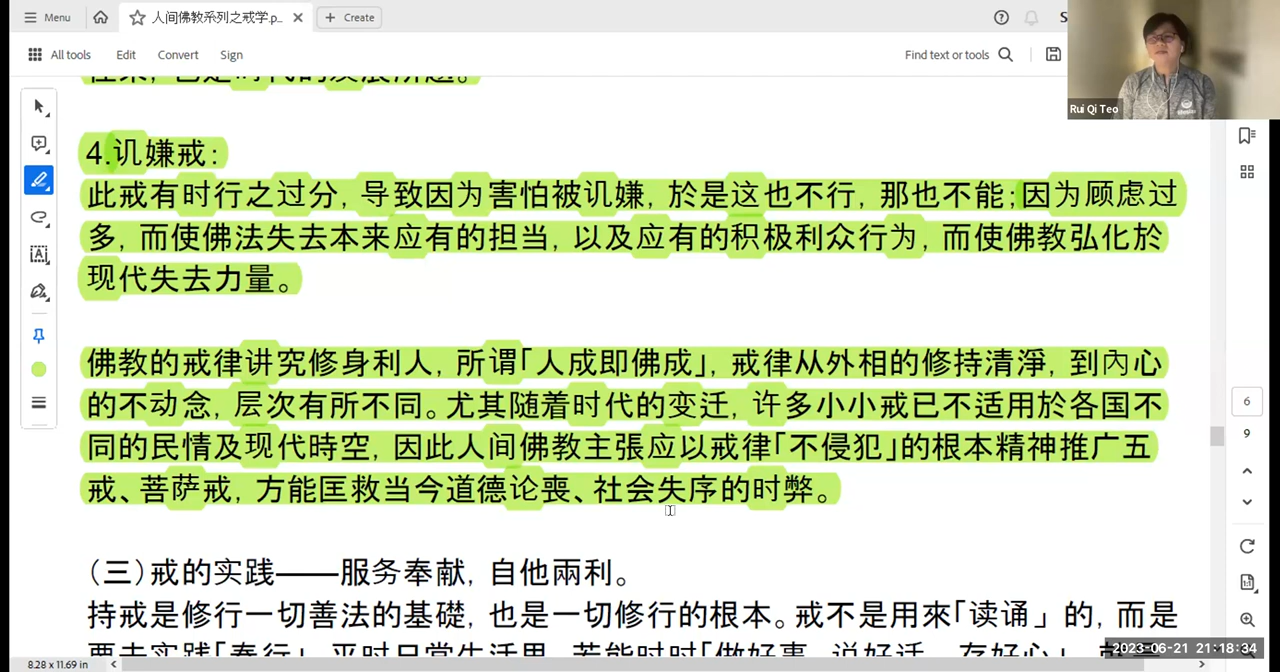 Menu
人间佛教系列之戒学.p...
Create
S
All tools
Edit
Convert
Sign
Find text or tools
Rui Qi Teo
4.讥嫌戒：
此戒有时行之过分，导致因为害怕被讥嫌，於是这也不行，那也不能；因为顾虑过
多，而使佛法失去本来应有的担当，以及应有的积极利众行为，而使佛教弘化於
现代失去力量。
佛教的戒律讲究修身利人，所谓「人成即佛成」，戒律从外相的修持清淨，到內心
的不动念，层次有所不同。尤其随着时代的变迁，许多小小戒已不适用於各国不
同的民情及现代時空，因此人间佛教主張应以戒律「不侵犯」的根本精神推广五
戒、菩萨戒，方能匡救当今道德论喪、社会失序的时弊。
（三）戒的实践——服务奉献，自他兩利。
持戒是修行一切善法的基礎，也是一切修行的根本。戒不是用來「读诵」的，而是
6
9
8.28 x 11.69 in
2023-06-21 21:18:34